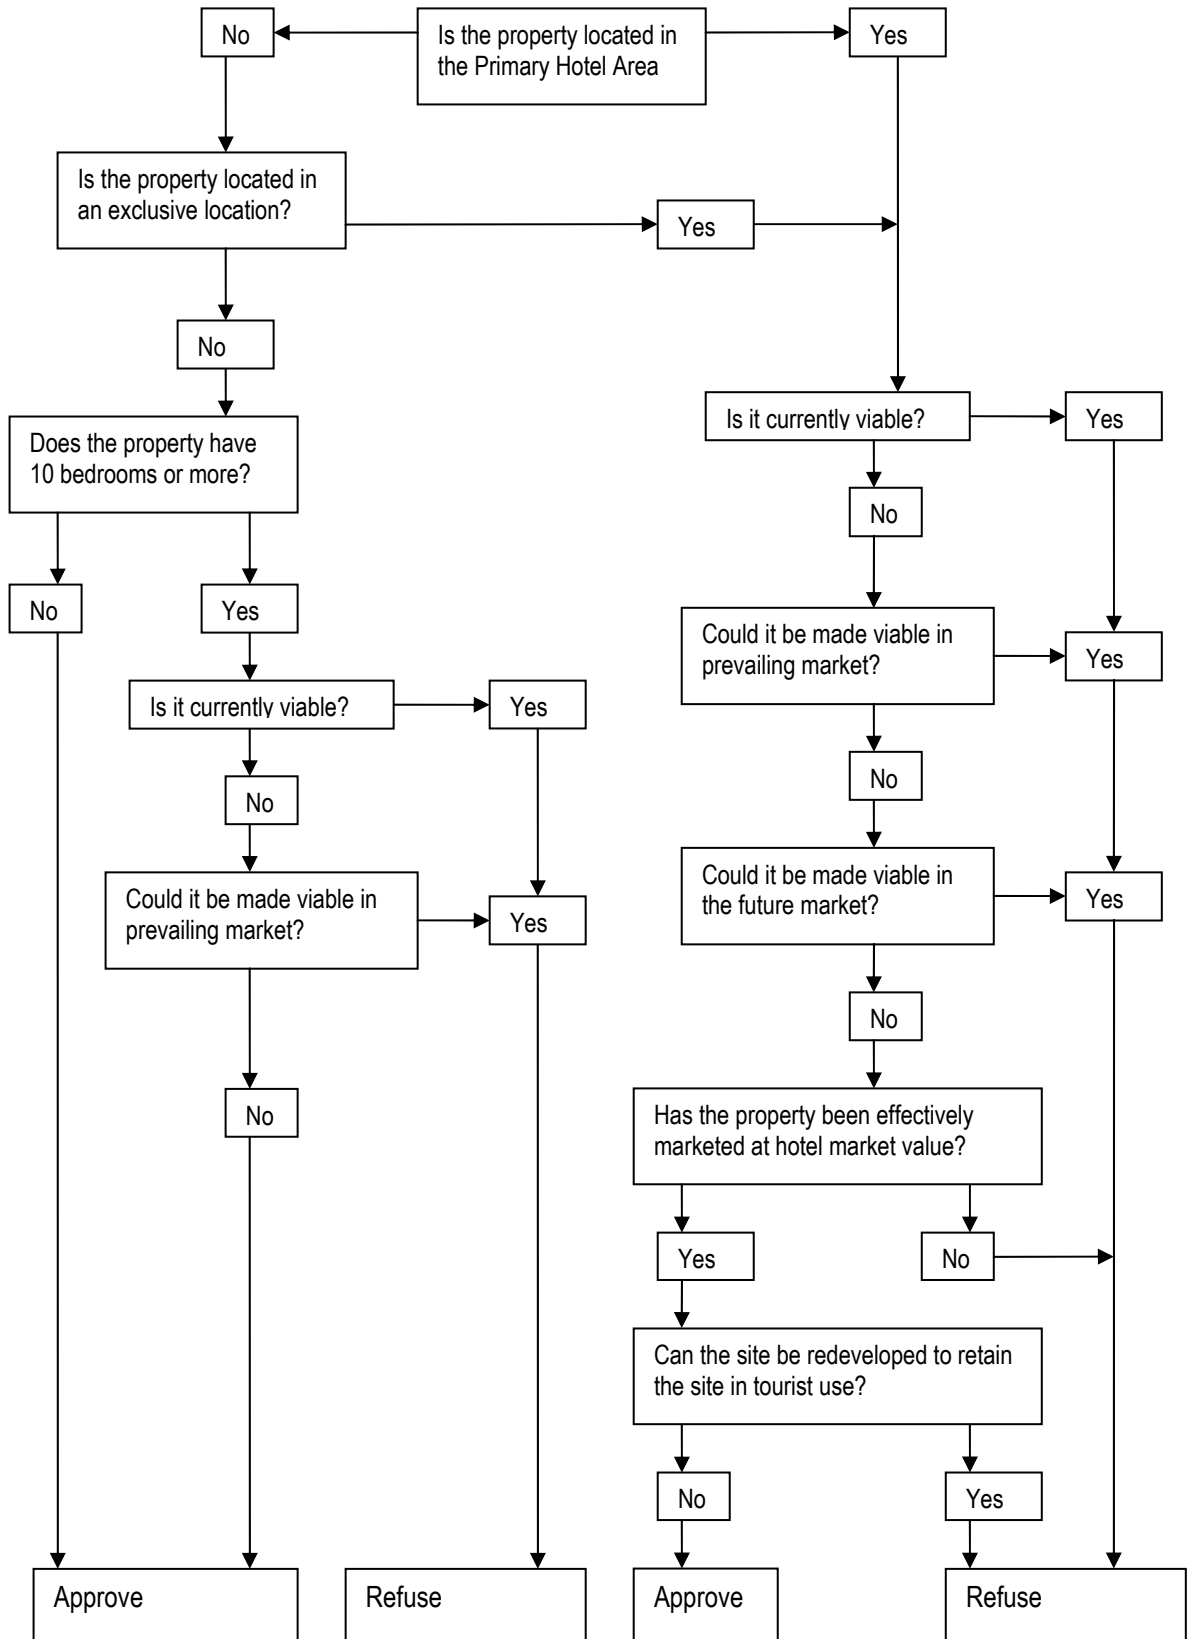 No
Is the property located in
the Primary Hotel Area
Yes
Is the property located in
an exclusive location?
Yes
No
Is it currently viable?
Yes
Does the property have
10 bedrooms or more?
No
No
Yes
Could it be made viable in
prevailing market?
Yes
Is it currently viable?
Yes
No
No
Could it be made viable in
prevailing market?
Yes
Could it be made viable in
the future market?
Yes
No
No
Has the property been effectively
marketed at hotel market value?
Yes
No
Can the site be redeveloped to retain
the site in tourist use?
No
Yes
Approve
Refuse
Approve
Refuse